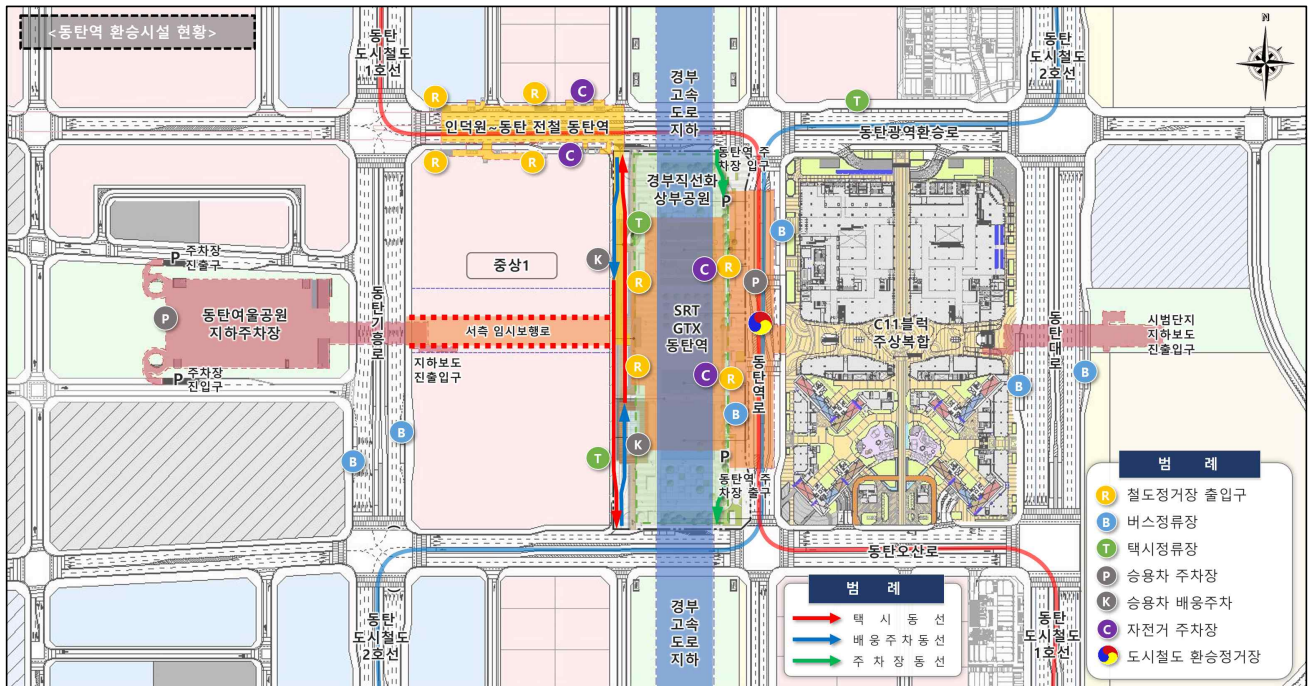 <동탄역 환승시설 현황>
동탄
도시철도
1호선
경부
고속
도로
지하
동탄
도시철도
2호선
N
R
R
C
T
인덕원~동탄 전철 동탄역
동탄광역환승로
R
R
C
동탄역 주
차장 입구
경부직선화
상부공원
P
T
B
주차장
진출구
P
K
중상1
C
R
P
R
동탄여울공원
지하주차장
P
동탄기흥로
서측 임시보행로
SRT
GTX
동탄역
동탄역로
C11블럭
주상복합
동탄대로
시범단지
지하보도
진출입구
지하보도
진출입구
주차장
진입구
P
R
C
R
B
B
B
B
B
K
T
P
동탄역 주
차장 출구
동탄오산로
동탄
도시철도
2호선
경부
고속
도로
지하
동탄
도시철도
1호선
범 례
택 시 동 선
배웅주차동선
주 차 장 동 선
범 례
R 철도정거장 출입구
B 버스정류장
T 택시정류장
P 승용차 주차장
K 승용차 배웅주차
C 자전거 주차장
도시철도 환승정거장